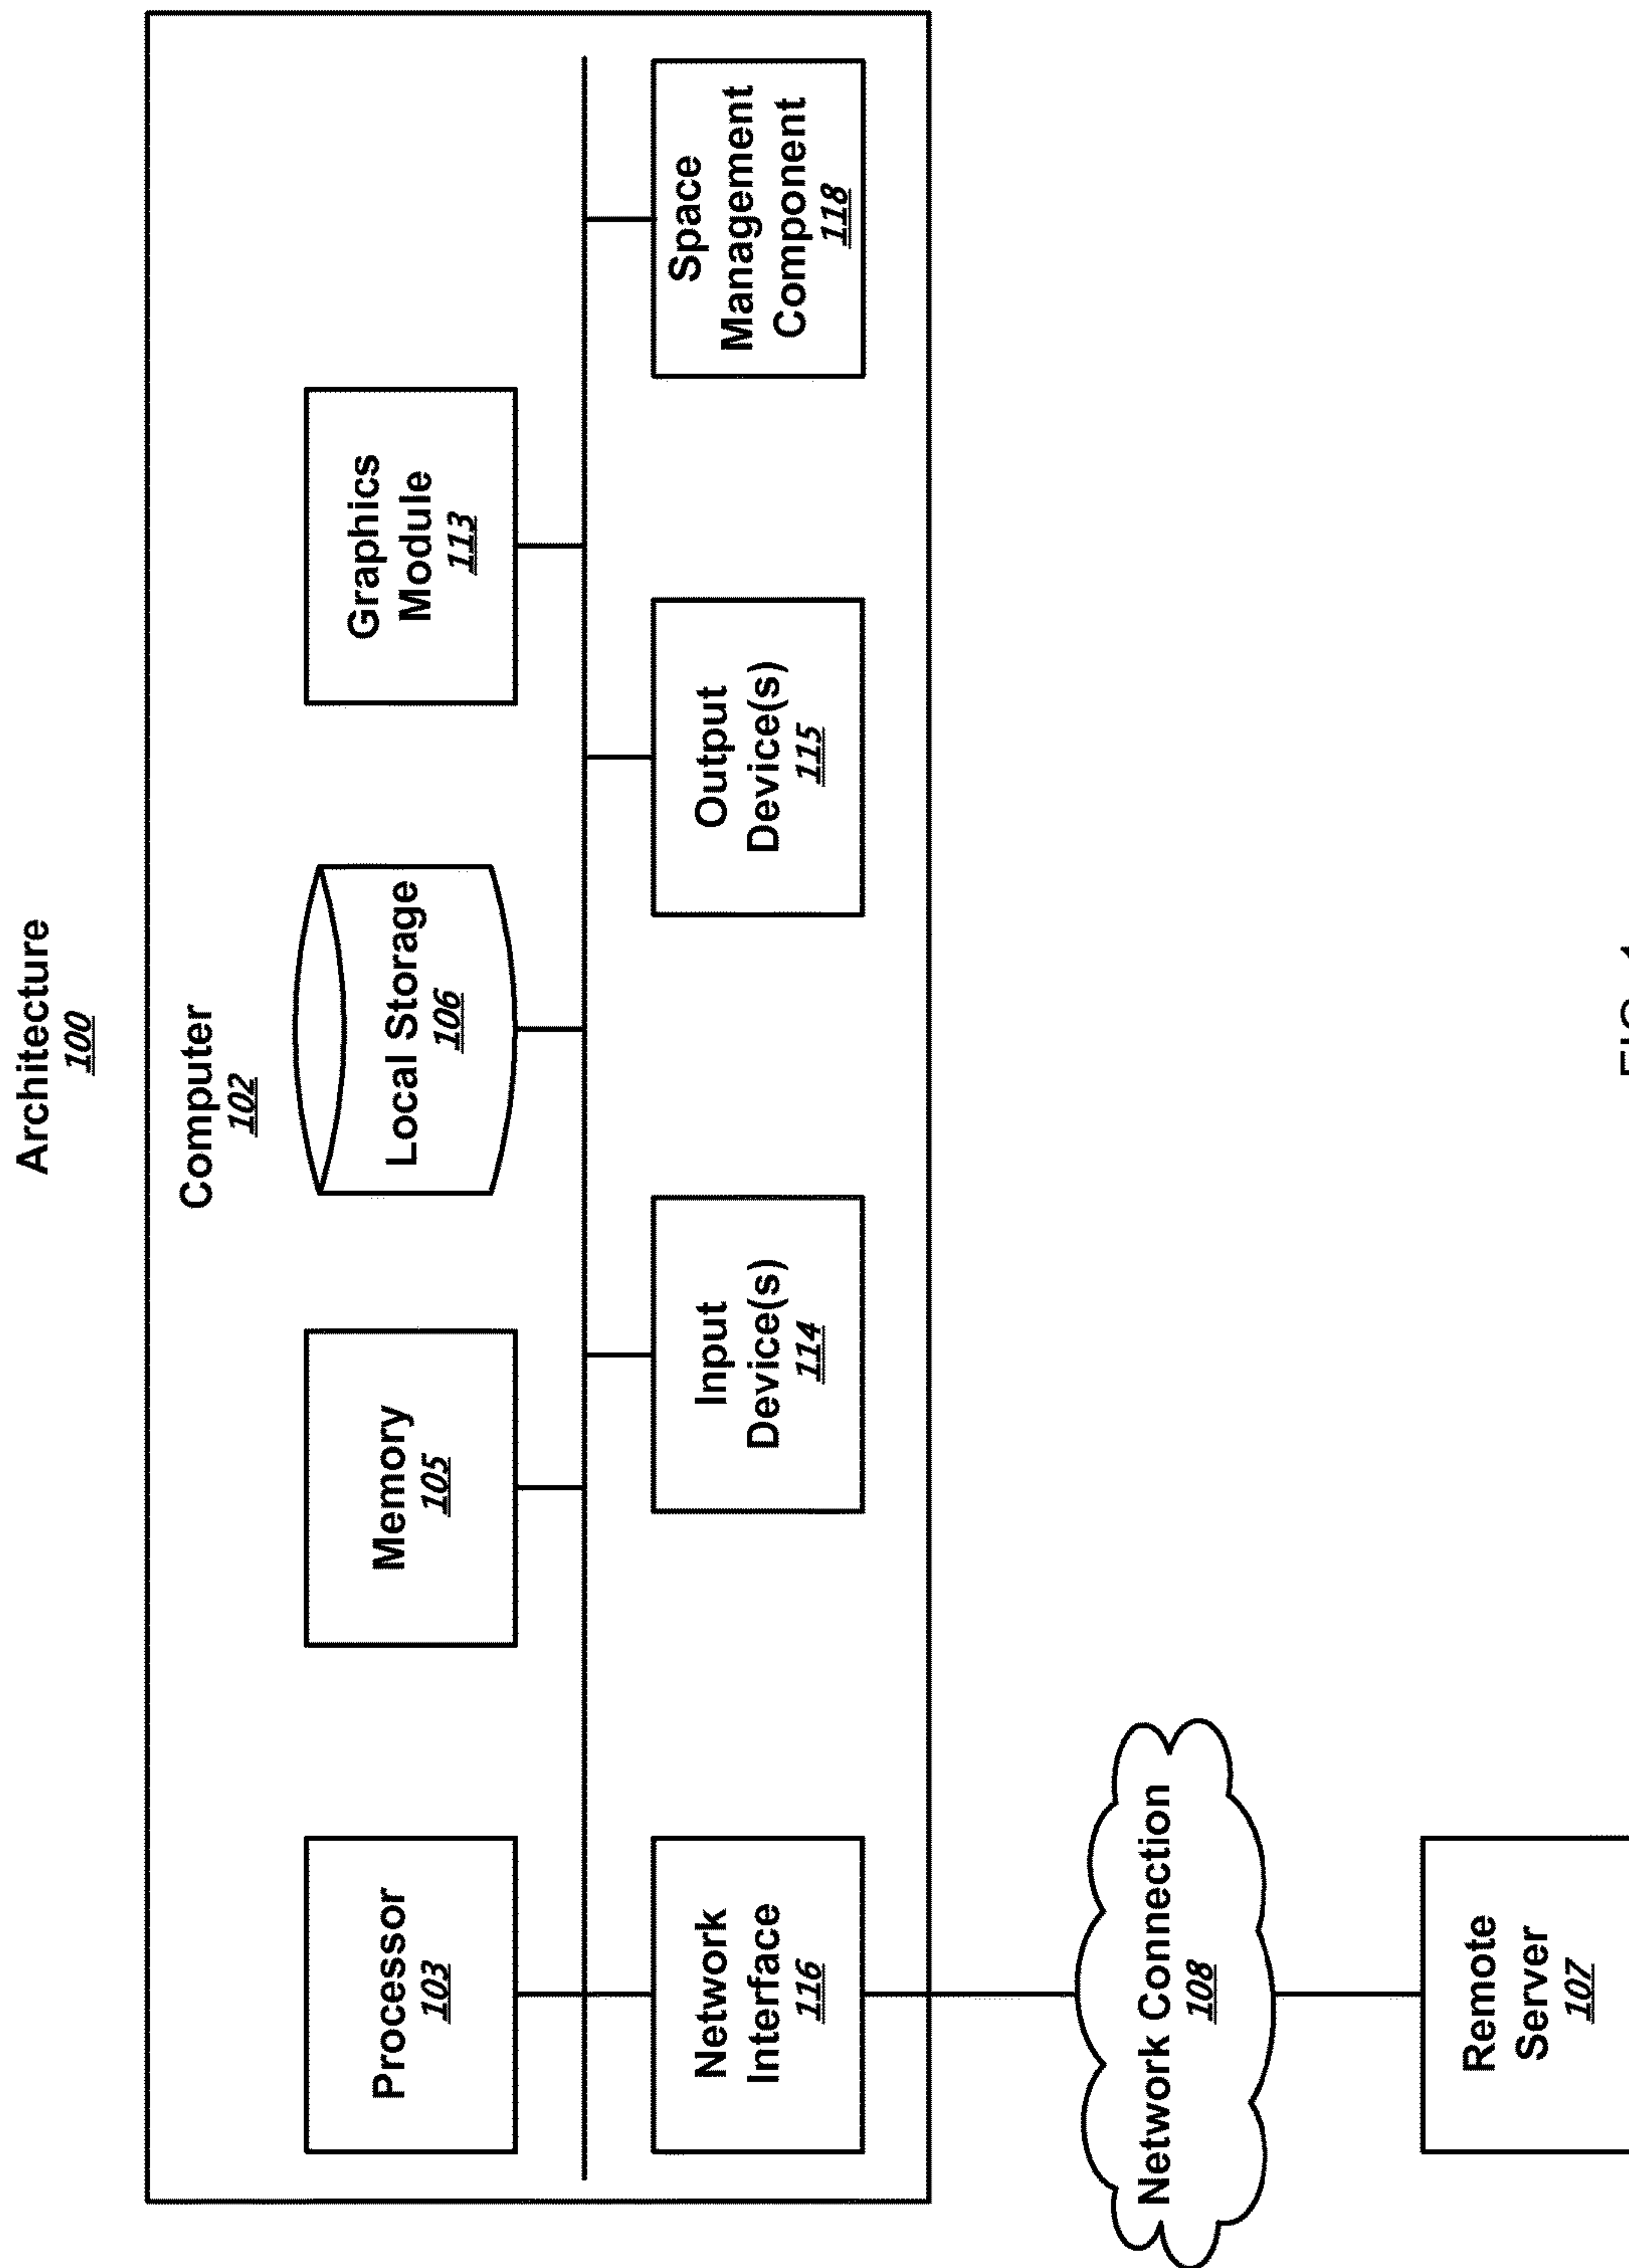 Architecture
100
Computer
102
Processor
103
Memory
105
Local Storage
106
Graphics
Module
113
Network
Interface
116
Input
Device(s)
114
Output
Device(s)
115
Space
Management
Component
118
Network Connection
108
Remote
Server
107